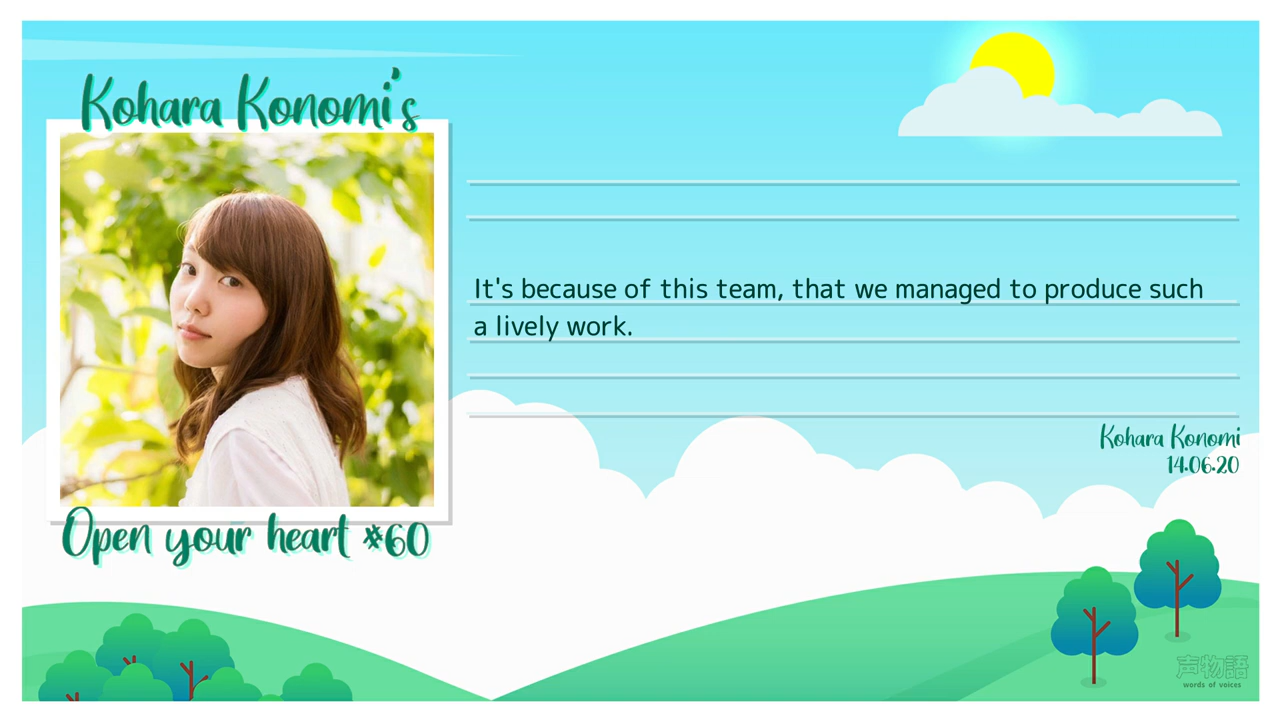 Kohara Konomi's
Open your heart #60
It's because of this team, that we managed to produce such
a lively work.
Kohara Konomi
14.06.20
声物語
words of voices